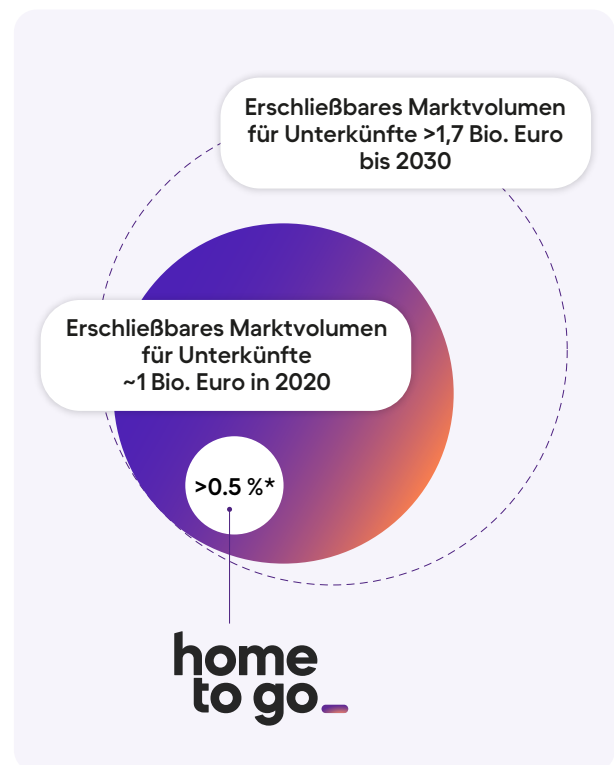 Erschließbares Marktvolumen
für Unterkünfte >1,7 Bio. Euro
bis 2030
Erschließbares Marktvolumen
für Unterkünfte
~1 Bio. Euro in 2020
>0.5 %*
home
to go_